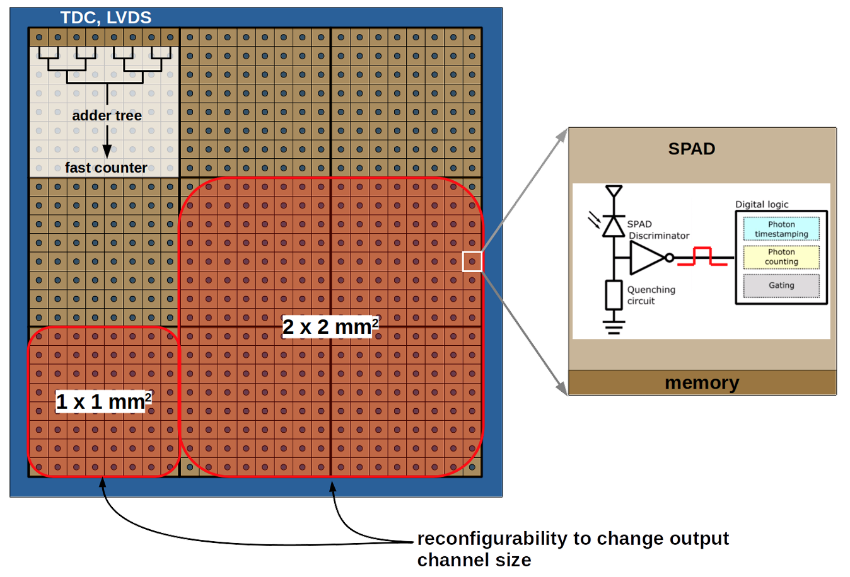 TDC, LVDS
adder tree
fast counter
2 x 2 mm²
1 x 1 mm²
SPAD
SPAD
Discriminator
Quenching
circuit
Digital logic
Photon
timestamping
Photon
counting
Gating
memory
reconfigurability to change output
channel size